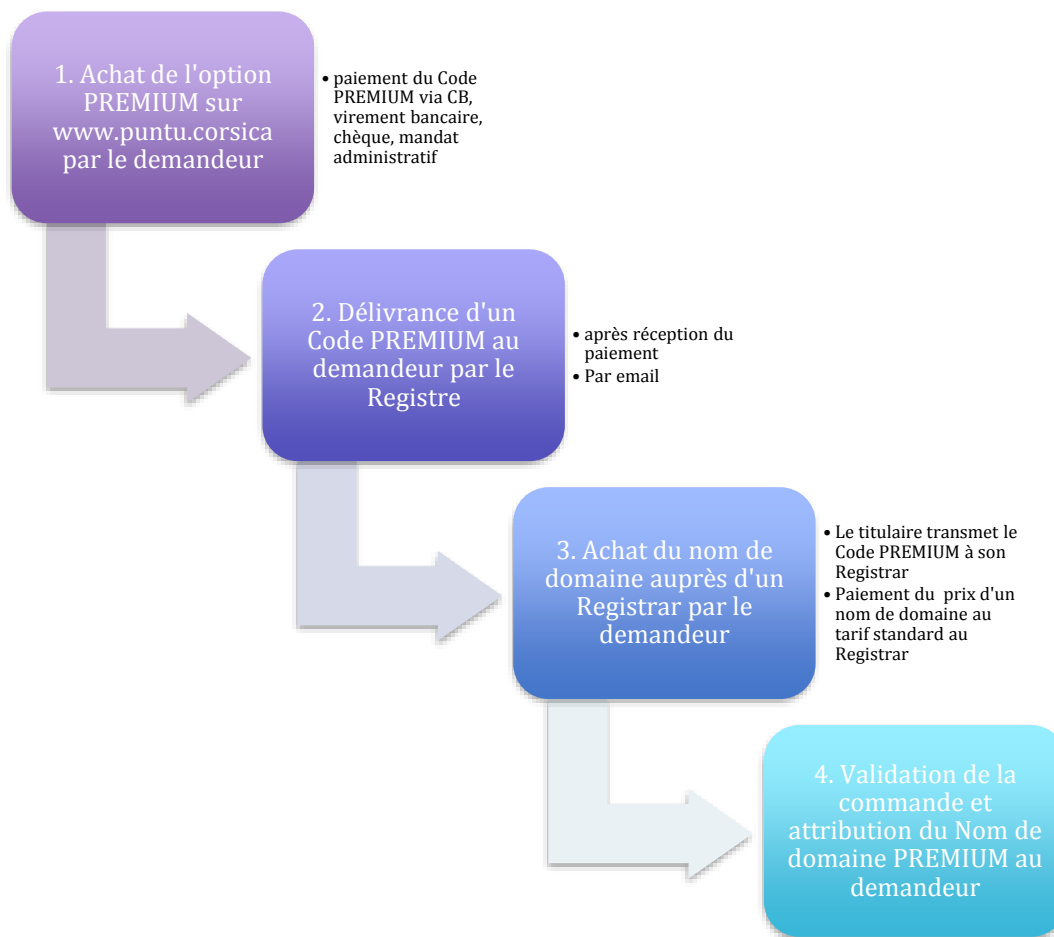 1. Achat de l'option
PREMIUM sur
www.puntu.corsica
par le demandeur
• paiement du Code
PREMIUM via CB,
virement bancaire,
chèque, mandat
administratif
2. Délivrance d'un
Code PREMIUM au
demandeur par le
Registre
• après réception du
paiement
• Par email
3. Achat du nom de
domaine auprès d'un
Registrar par le
demandeur
• Le titulaire transmet le
Code PREMIUM à son
Registrar
• Paiement du  prix d'un
nom de domaine au
tarif standard au
Registrar
4. Validation de la
commande et
attribution du Nom de
domaine PREMIUM au
demandeur